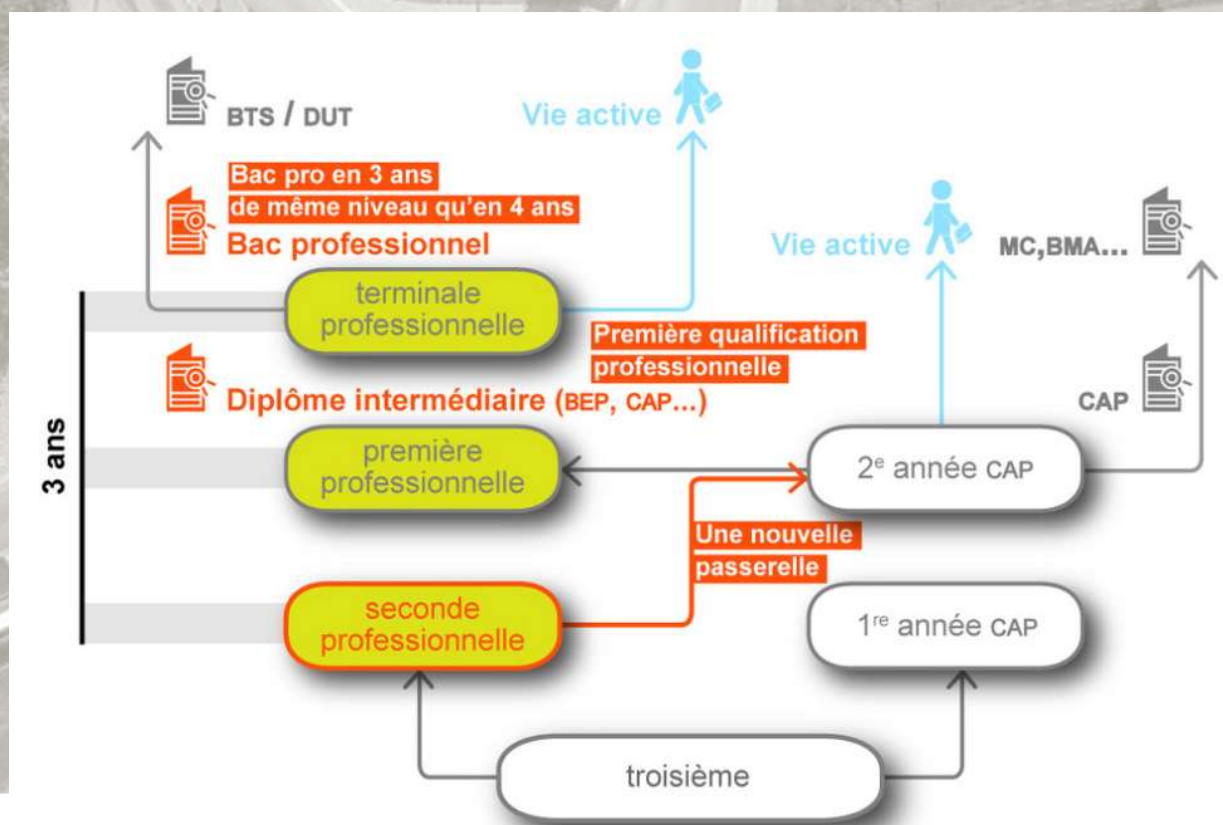 BTS / DUT
Vie active
Bac pro en 3 ans
de même niveau qu'en 4 ans
Bac professionnel
Vie active
MC,BMA...
terminale
professionnelle
Première qualification
professionnelle
Diplôme intermédiaire (BEP, CAP...)
CAP
3 ans
première
professionnelle
2e année CAP
Une nouvelle
passerelle
seconde
professionnelle
1re année CAP
troisième